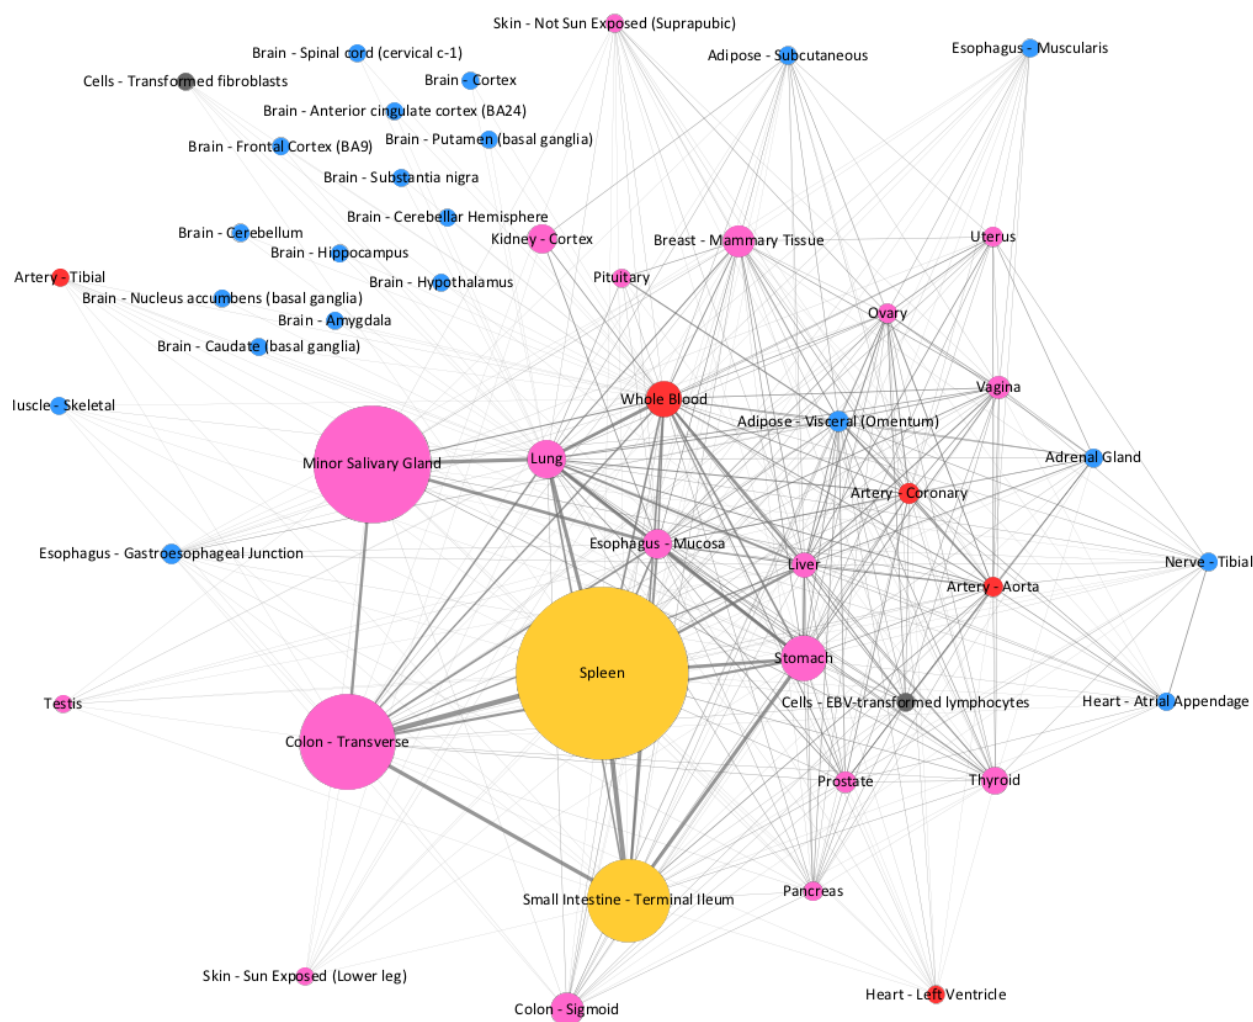 Skin - Not Sun Exposed (Suprapubic)
Esophagus - Muscularis
Brain - Spinal cord (cervical c-1)
Adipose - Subcutaneous
Cells - Transformed fibroblasts
Brain - Cortex
Brain - Anterior cingulate cortex (BA24)
Brain - Putamen (basal ganglia)
Brain - Frontal Cortex (BA9)
Brain - Substantia nigra
Brain - Cerebellar Hemisphere
Brain - Cerebellum
Kidney - Cortex
Breast - Mammary Tissue
Uterus
Brain - Hippocampus
Artery - Tibial
Pituitary
Brain - Hypothalamus
Brain - Nucleus accumbens (basal ganglia)
Ovary
Brain - Amygdala
Brain - Caudate (basal ganglia)
Vagina
Whole Blood
luscle - Skeletal
Adipose - Visceral (Omentum)
Minor Salivary Gland
Lung
Adrenal Gland
Artery - Coronary
Esophagus - Mucosa
Esophagus - Gastroesophageal Junction
Liver
Nerve - Tibial
Artery - Aorta
Stomach
Spleen
Testis
Cells - EBV-transformed lymphocytes
Heart - Atrial Appendage
Colon - Transverse
Prostate
Thyroid
Pancreas
Small Intestine - Terminal Ileum
Skin - Sun Exposed (Lower leg)
Heart - Left Ventricle
Colon - Sigmoid